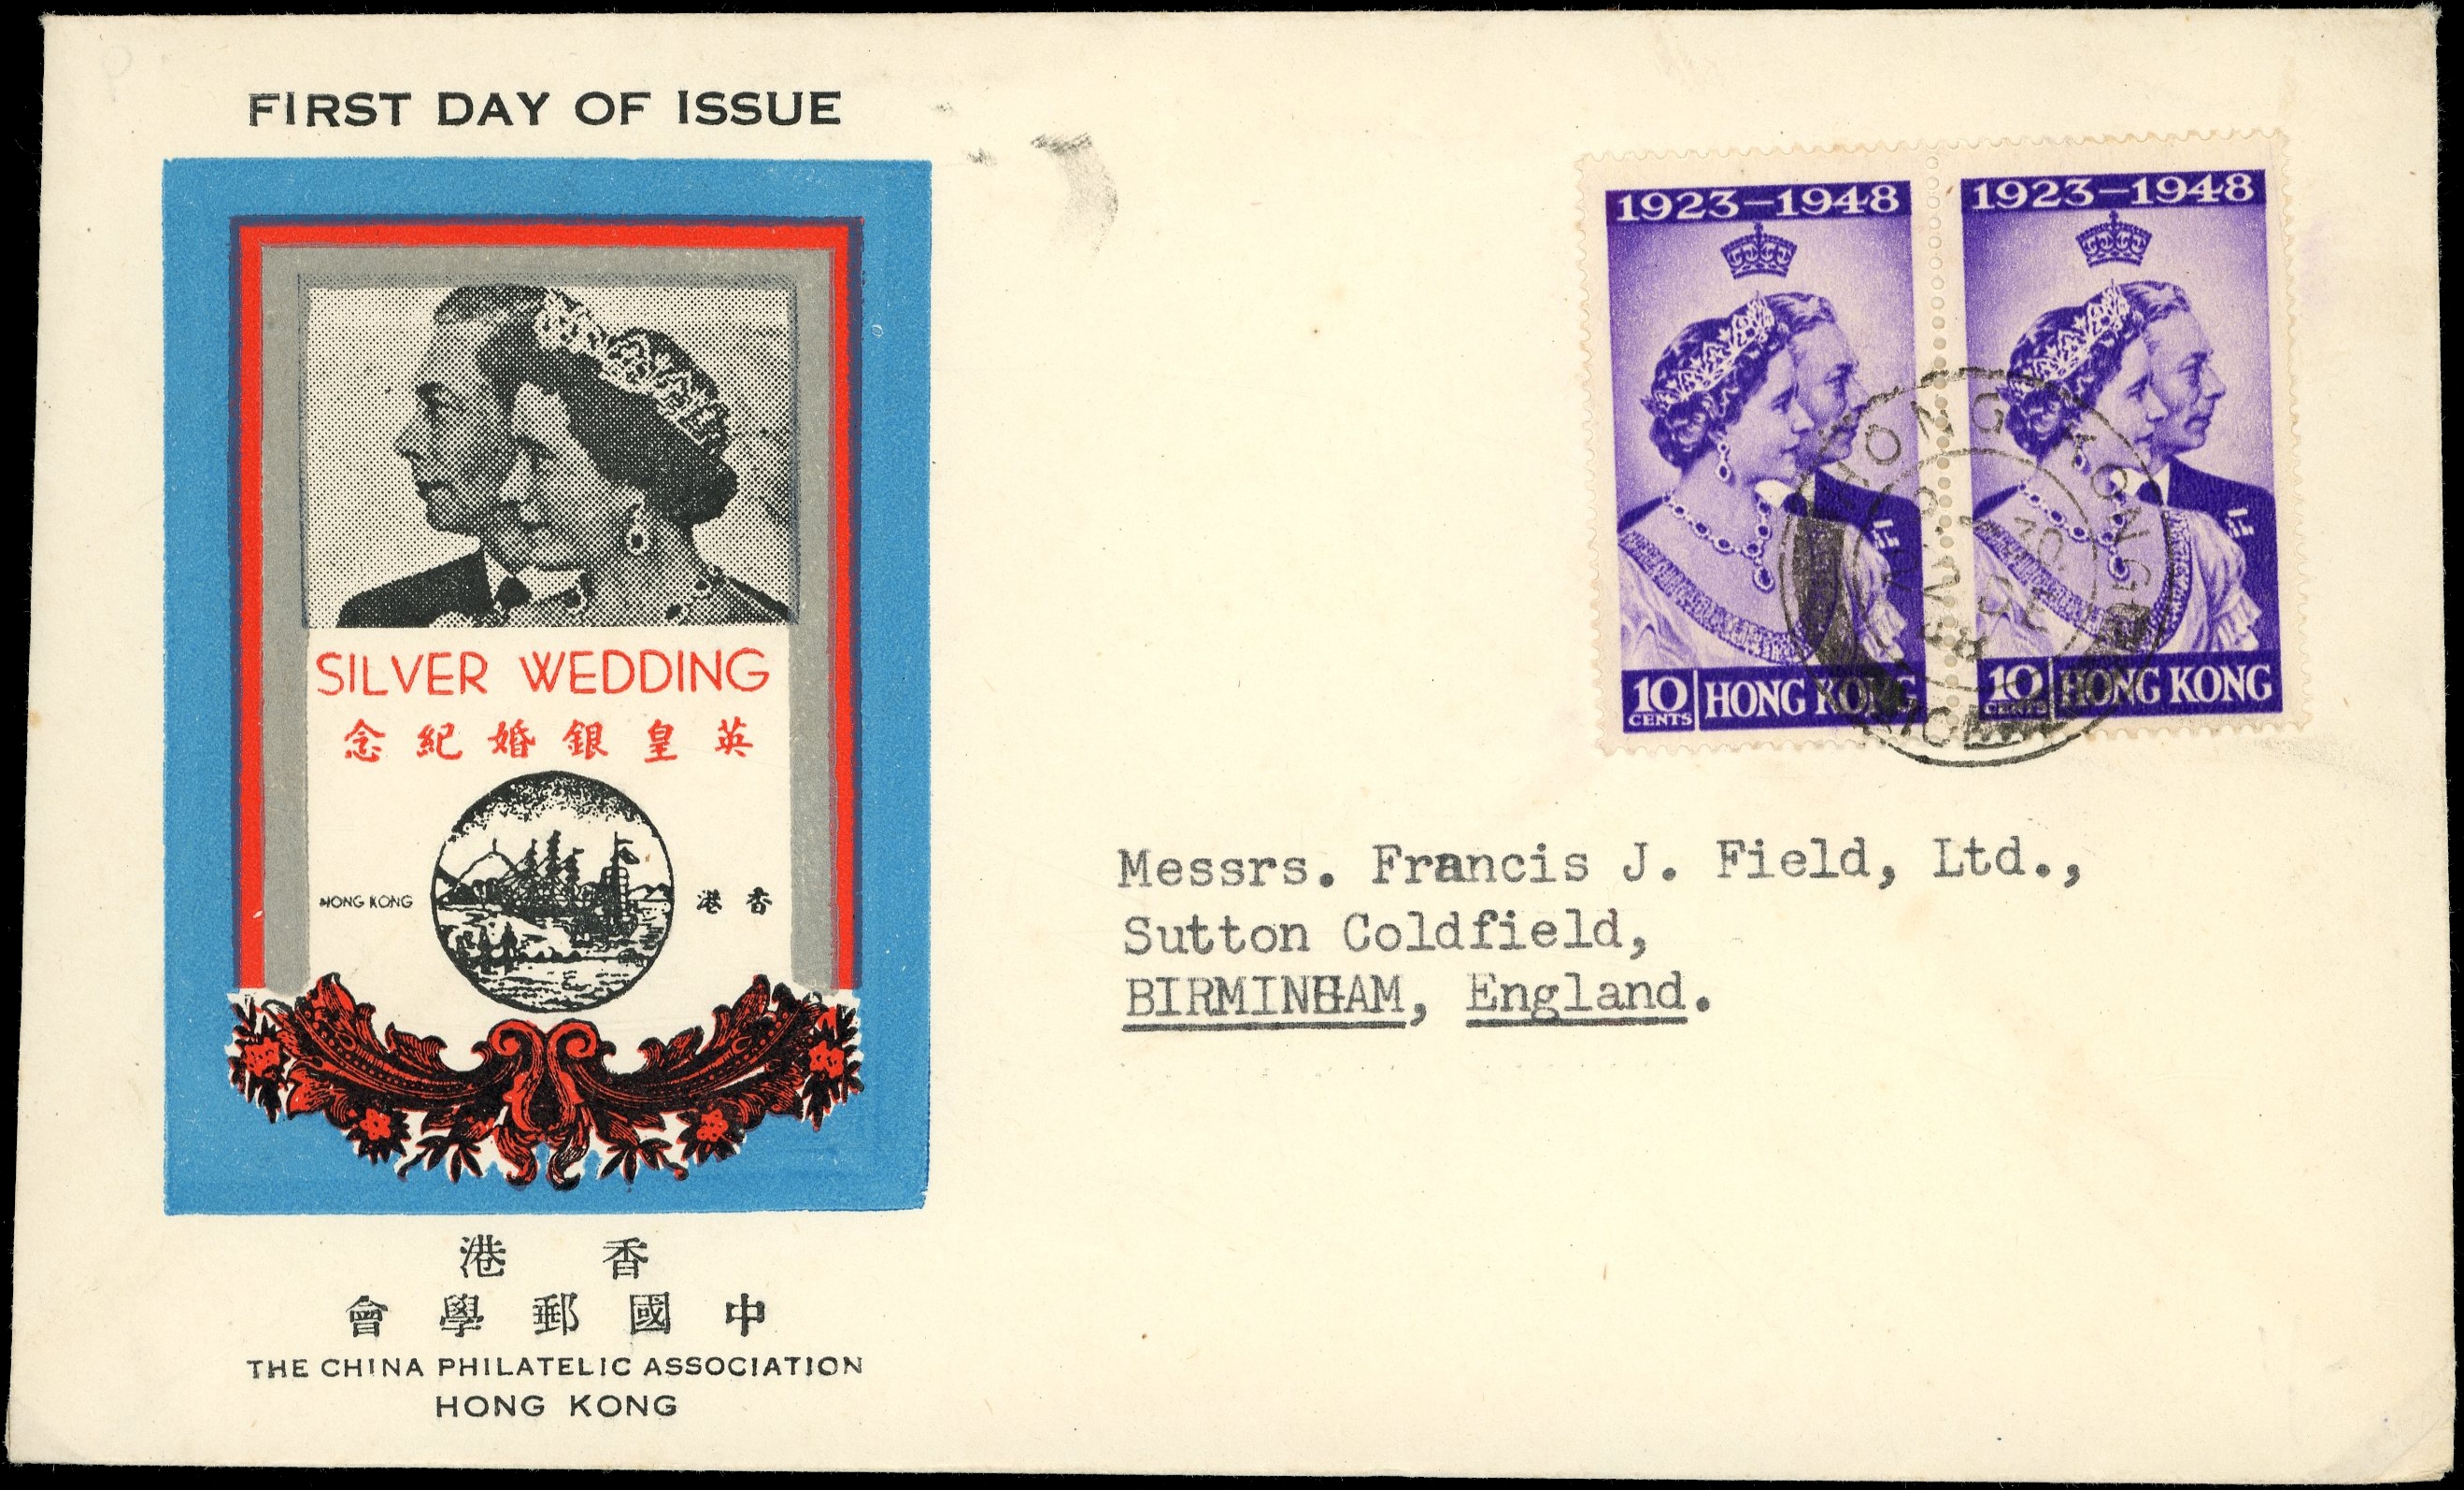 FIRST DAY OF ISSUE
SILVER WEDDING
英皇銀婚紀念
HONG KONG
香港
香港
中國郵學會
THE CHINA PHILATELIC ASSOCIATION
HONG KONG
1923–1948
10 CENTS HONG KONG
1923–1948
10 CENTS HONG KONG
HONG KONG
Messrs. Francis J. Field, Ltd.,
Sutton Coldfield,
BIRMINHAM, England.